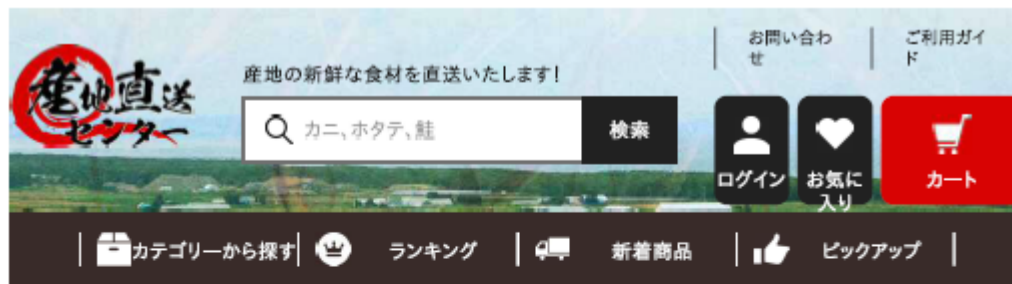 産地直送
センター
産地の新鮮な食材を直送いたします!
カニ、ホタテ、鮭
検索
お問い合わ
せ
ご利用ガイ
ド
ログイン
お気に
入り
カート
カテゴリーから探す
ランキング
新着商品
ピックアップ